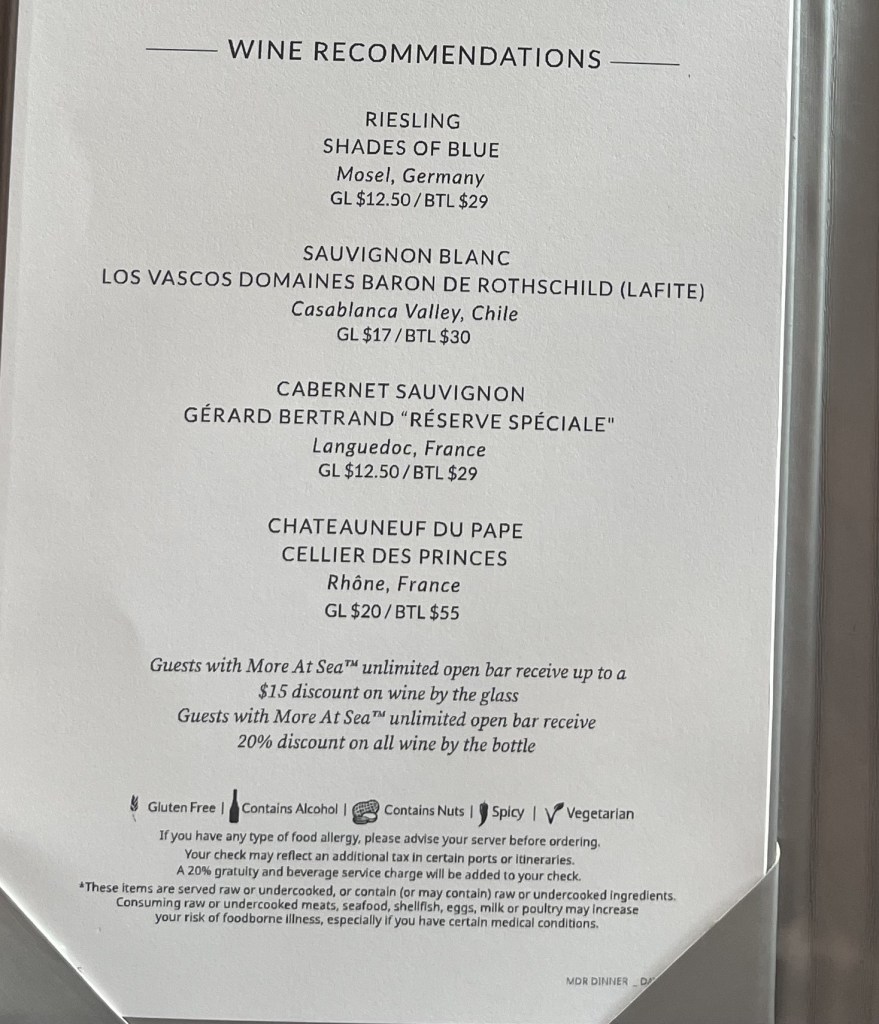 WINE RECOMMENDATIONS
RIESLING
SHADES OF BLUE
Mosel, Germany
GL $12.50 / BTL $29
SAUVIGNON BLANC
LOS VASCOS DOMAINES BARON DE ROTHSCHILD (LAFITE)
Casablanca Valley, Chile
GL $17 / BTL $30
CABERNET SAUVIGNON
GÉRARD BERTRAND “RÉSERVE SPÉCIALE"
Languedoc, France
GL $12.50 / BTL $29
CHATEAUNEUF DU PAPE
CELLIER DES PRINCES
Rhône, France
GL $20 / BTL $55
Guests with More At Sea™ unlimited open bar receive up to a
$15 discount on wine by the glass
Guests with More At Sea™ unlimited open bar receive
20% discount on all wine by the bottle
Gluten Free | Contains Alcohol | Contains Nuts | Spicy | Vegetarian
If you have any type of food allergy, please advise your server before ordering.
Your check may reflect an additional tax in certain ports or itineraries.
A 20% gratuity and beverage service charge will be added to your check.
*These items are served raw or undercooked, or contain (or may contain) raw or undercooked ingredients.
Consuming raw or undercooked meats, seafood, shellfish, eggs, milk or poultry may increase
your risk of foodborne illness, especially if you have certain medical conditions.
MDR DINNER _